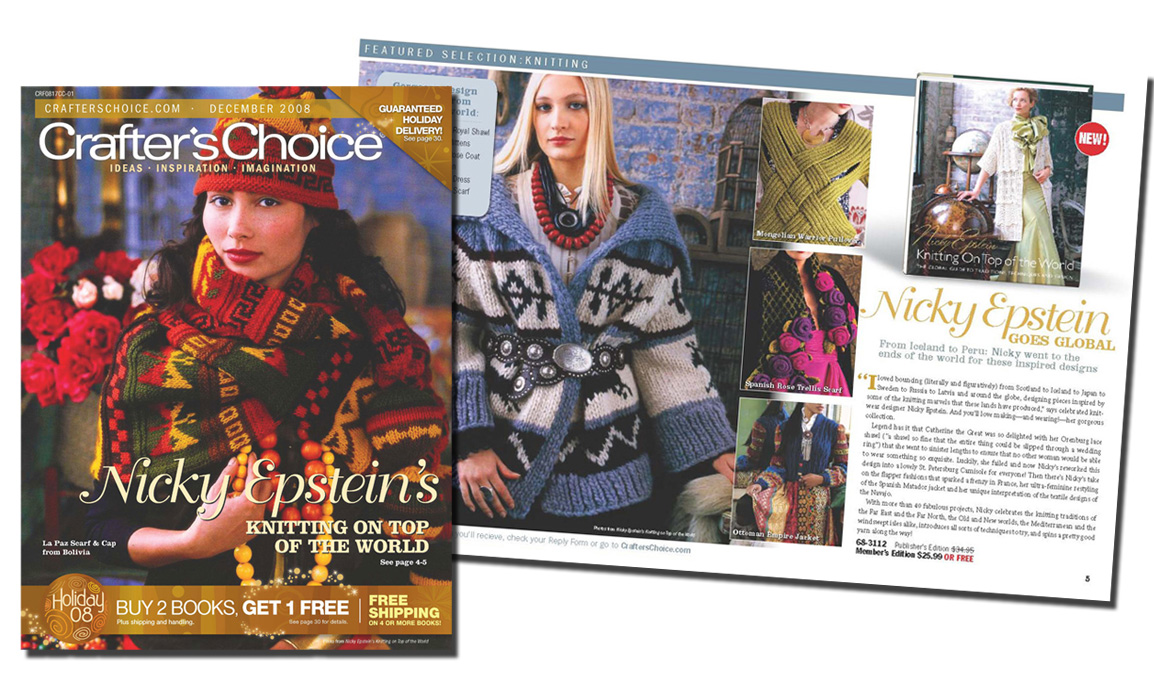 CRF0817CC-01
CRAFTERSCHOICE.COM · DECEMBER 2008
GUARANTEED
HOLIDAY
DELIVERY!
See page 30.
Crafter's Choice
IDEAS · INSPIRATION · IMAGINATION
Nicky Epstein's
KNITTING ON TOP
OF THE WORLD
See page 4-5
La Paz Scarf & Cap
from Bolivia
Holiday
08
BUY 2 BOOKS, GET 1 FREE
Plus shipping and handling.
See page 30 for details.
FREE
SHIPPING
ON 4 OR MORE BOOKS!
from Nicky Epstein's Knitting on Top of the World
FEATURED SELECTION: KNITTING
sign
om
orld:
oyal Shawl
ttens
se Coat
Dress
Scarf
Mongolian Warrior Pullover
Spanish Rose Trellis Scarf
Ottoman Empire Jacket
Photos from Nicky Epstein's Knitting on Top of the World
you'll recieve, check your Reply Form or go to CraftersChoice.com
NEW!
Nicky Epstein
Knitting On Top of the World
THE GLOBAL GUIDE TO TRADITIONAL TECHNIQUES AND DESIGN
Nicky Epstein
GOES GLOBAL
From Iceland to Peru: Nicky went to the
ends of the world for these inspired designs
“I loved bouncing (literally and figuratively) from Scotland to Iceland to Japan to
Sweden to Russia to Latvia and around the globe, designing pieces inspired by
some of the knitting marvels that these lands have produced,” says celebrated knit-
wear designer Nicky Epstein. And you'll love making—and wearing!—her gorgeous
collection.
Legend has it that Catherine the Great was so delighted with her Orenburg lace
shawl (“a shawl so fine that the entire thing could be slipped through a wedding
ring”) that she went to sinister lengths to ensure that no other woman would be able
to wear something so exquisite. Luckily, she failed and now Nicky's reworked this
design into a lovely St. Petersburg Camisole for everyone! Then there's Nicky's take
on the flapper fashions that sparked a frenzy in France, her ultra-feminine restyling
of the Spanish Matador jacket and her unique interpretation of the textile designs of
the Navajo.
With more than 40 fabulous projects, Nicky celebrates the knitting traditions of
the Far East and the Far North, the Old and New worlds, the Mediterranean and the
windswept isles alike, introduces all sorts of techniques to try, and spins a pretty good
yarn along the way!
68-3112 Publisher's Edition $34.95
Member's Edition $25.99 OR FREE
5